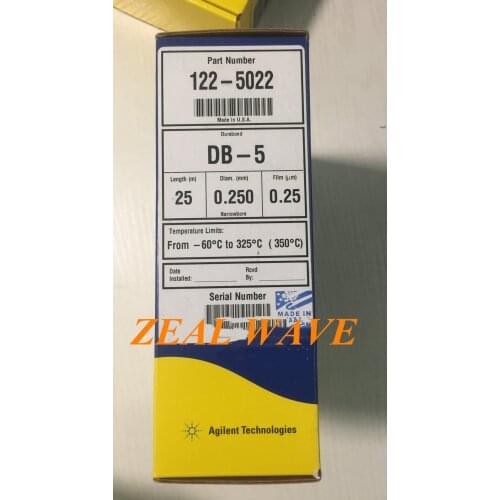 Part Number
122-5022
Made in U.S.A.
Durabond
DB-5
Length (m) Diam. (mm) Film (μm)
25 0.250 0.25
Narrowbore
Temperature Limits:
From -60°C to 325°C (350°C)
Date Rcvd
Installed: By:
Serial Number
MADE IN
ZEAL WAVE
Agilent Technologies